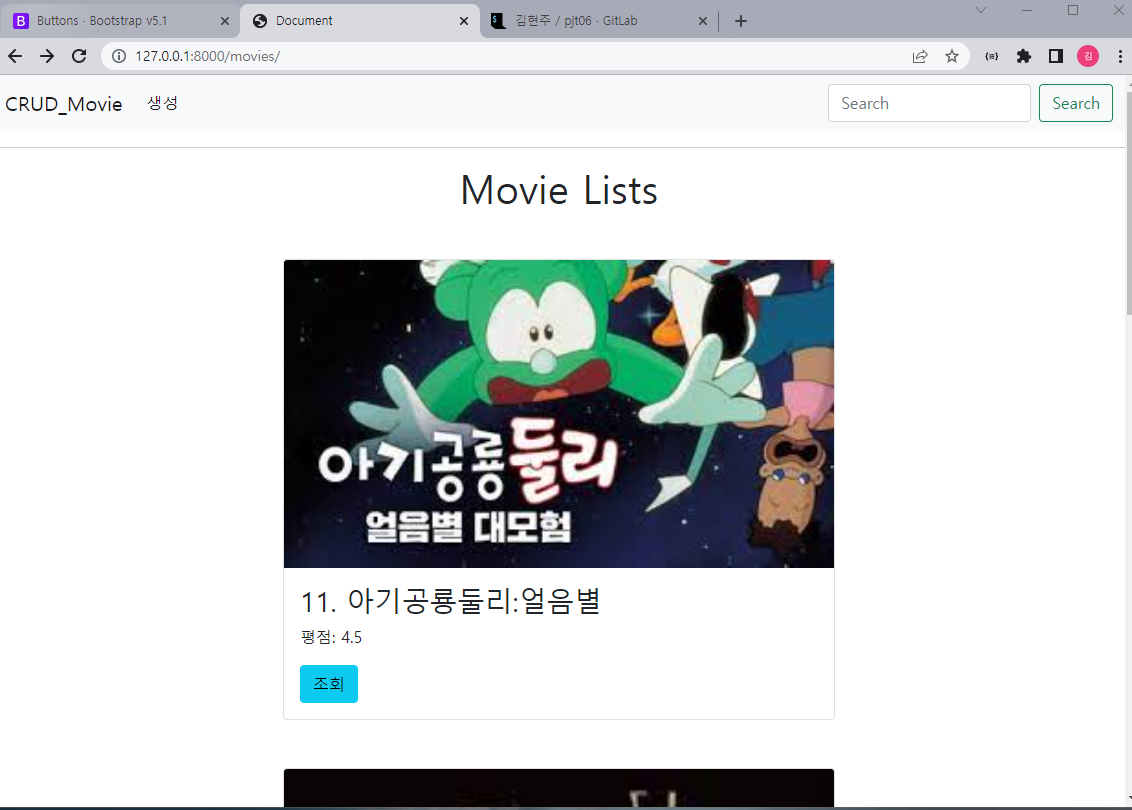 Buttons · Bootstrap v5.1
Document
김현주 / pjt06 · GitLab
127.0.0.1:8000/movies/
김
CRUD_Movie 생성 Search Search
Movie Lists
아기공룡둘리
얼음별 대모험
11. 아기공룡둘리:얼음별
평점: 4.5
조회